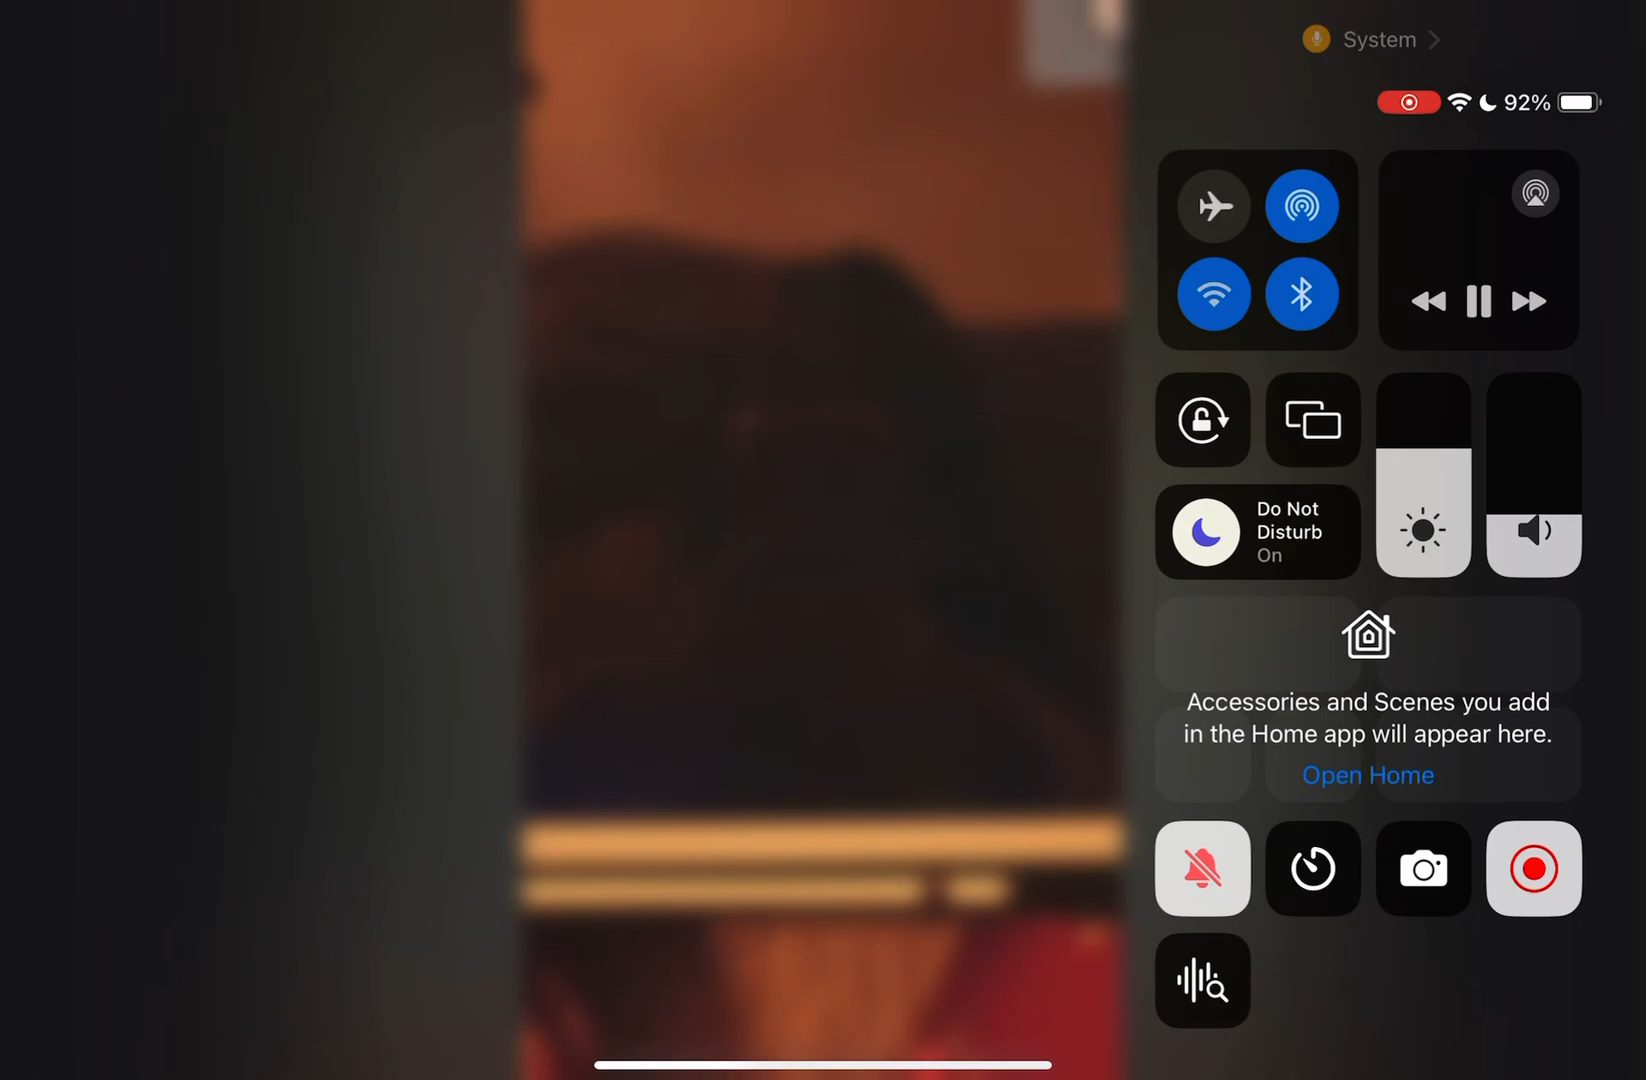 System
92%
Do Not
Disturb
On
Accessories and Scenes you add
in the Home app will appear here.
Open Home